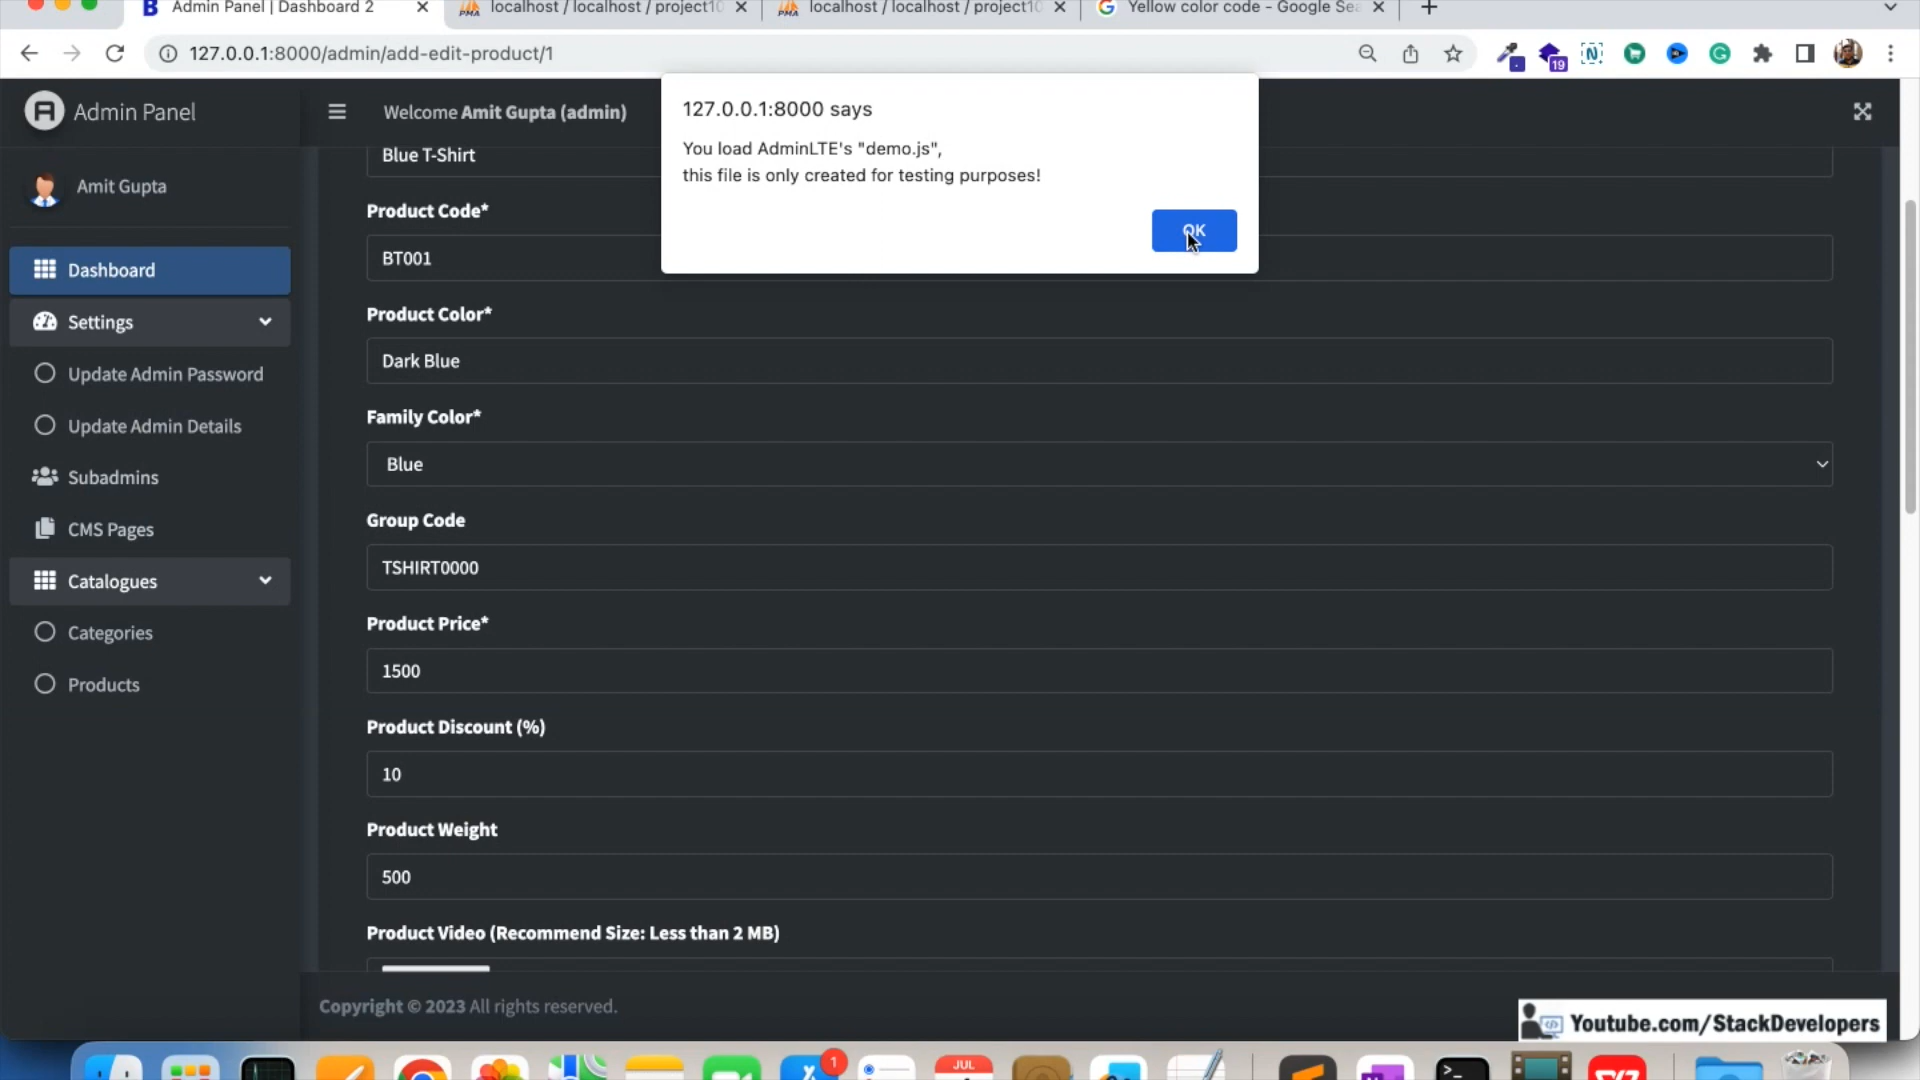 Admin Panel | Dashboard 2
localhost / localhost / project10
localhost / localhost / project10
Yellow color code - Google Sea
127.0.0.1:8000/admin/add-edit-product/1
19
Admin Panel
Welcome Amit Gupta (admin)
127.0.0.1:8000 says
You load AdminLTE's "demo.js",
this file is only created for testing purposes!
OK
Amit Gupta
Dashboard
Settings
Update Admin Password
Update Admin Details
Subadmins
CMS Pages
Catalogues
Categories
Products
Blue T-Shirt
Product Code*
BT001
Product Color*
Dark Blue
Family Color*
Blue
Group Code
TSHIRT0000
Product Price*
1500
Product Discount (%)
10
Product Weight
500
Product Video (Recommend Size: Less than 2 MB)
Copyright © 2023 All rights reserved.
Youtube.com/StackDevelopers
1
JUL